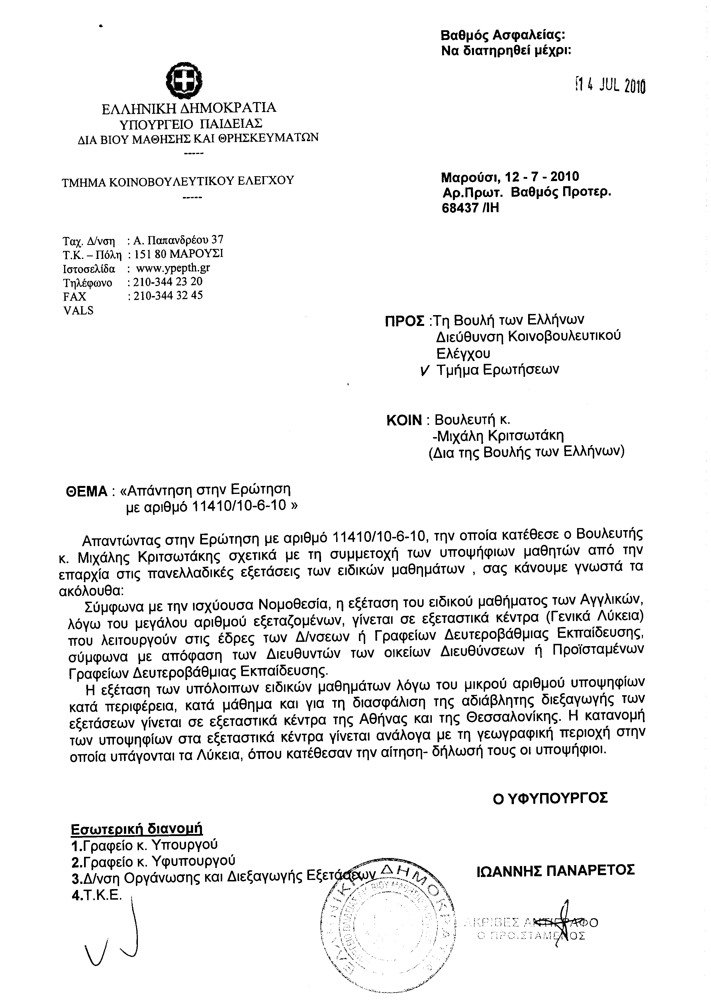 Βαθμός Ασφαλείας:
Να διατηρηθεί μέχρι:
14 JUL 2010
ΕΛΛΗΝΙΚΗ ΔΗΜΟΚΡΑΤΙΑ
ΥΠΟΥΡΓΕΙΟ ΠΑΙΔΕΙΑΣ
ΔΙΑ ΒΙΟΥ ΜΑΘΗΣΗΣ ΚΑΙ ΘΡΗΣΚΕΥΜΑΤΩΝ
-----
ΤΜΗΜΑ ΚΟΙΝΟΒΟΥΛΕΥΤΙΚΟΥ ΕΛΕΓΧΟΥ
-----
Μαρούσι, 12 - 7 - 2010
Αρ.Πρωτ. Βαθμός Προτερ.
68437 /ΙΗ
Ταχ. Δ/νση : Α. Παπανδρέου 37
Τ.Κ. – Πόλη : 151 80 ΜΑΡΟΥΣΙ
Ιστοσελίδα : www.ypepth.gr
Τηλέφωνο : 210-344 23 20
FAX : 210-344 32 45
VALS
ΠΡΟΣ :Τη Βουλή των Ελλήνων
Διεύθυνση Κοινοβουλευτικού
Ελέγχου
✓ Τμήμα Ερωτήσεων
ΚΟΙΝ : Βουλευτή κ.
-Μιχάλη Κριτσωτάκη
(Δια της Βουλής των Ελλήνων)
ΘΕΜΑ : «Απάντηση στην Ερώτηση
με αριθμό 11410/10-6-10 »
Απαντώντας στην Ερώτηση με αριθμό 11410/10-6-10, την οποία κατέθεσε ο Βουλευτής
κ. Μιχάλης Κριτσωτάκης σχετικά με τη συμμετοχή των υποψήφιων μαθητών από την
επαρχία στις πανελλαδικές εξετάσεις των ειδικών μαθημάτων , σας κάνουμε γνωστά τα
ακόλουθα:
Σύμφωνα με την ισχύουσα Νομοθεσία, η εξέταση του ειδικού μαθήματος των Αγγλικών,
λόγω του μεγάλου αριθμού εξεταζομένων, γίνεται σε εξεταστικά κέντρα (Γενικά Λύκεια)
που λειτουργούν στις έδρες των Δ/νσεων ή Γραφείων Δευτεροβάθμιας Εκπαίδευσης,
σύμφωνα με απόφαση των Διευθυντών των οικείων Διευθύνσεων ή Προϊσταμένων
Γραφείων Δευτεροβάθμιας Εκπαίδευσης.
Η εξέταση των υπόλοιπων ειδικών μαθημάτων λόγω του μικρού αριθμού υποψηφίων
κατά περιφέρεια, κατά μάθημα και για τη διασφάλιση της αδιάβλητης διεξαγωγής των
εξετάσεων γίνεται σε εξεταστικά κέντρα της Αθήνας και της Θεσσαλονίκης. Η κατανομή
των υποψηφίων στα εξεταστικά κέντρα γίνεται ανάλογα με τη γεωγραφική περιοχή στην
οποία υπάγονται τα Λύκεια, όπου κατέθεσαν την αίτηση- δήλωσή τους οι υποψήφιοι.
Ο ΥΦΥΠΟΥΡΓΟΣ
Εσωτερική διανομή
1.Γραφείο κ. Υπουργού
2.Γραφείο κ. Υφυπουργού
3.Δ/νση Οργάνωσης και Διεξαγωγής Εξετάσεων
4.Τ.Κ.Ε.
ΙΩΑΝΝΗΣ ΠΑΝΑΡΕΤΟΣ
ΕΛΛΗΝΙΚΗ ΔΗΜΟΚΡΑΤΙΑ
ΑΚΡΙΒΕΣ ΑΝΤΙΓΡΑΦΟ
Ο ΠΡΟΪΣΤΑΜΕΝΟΣ